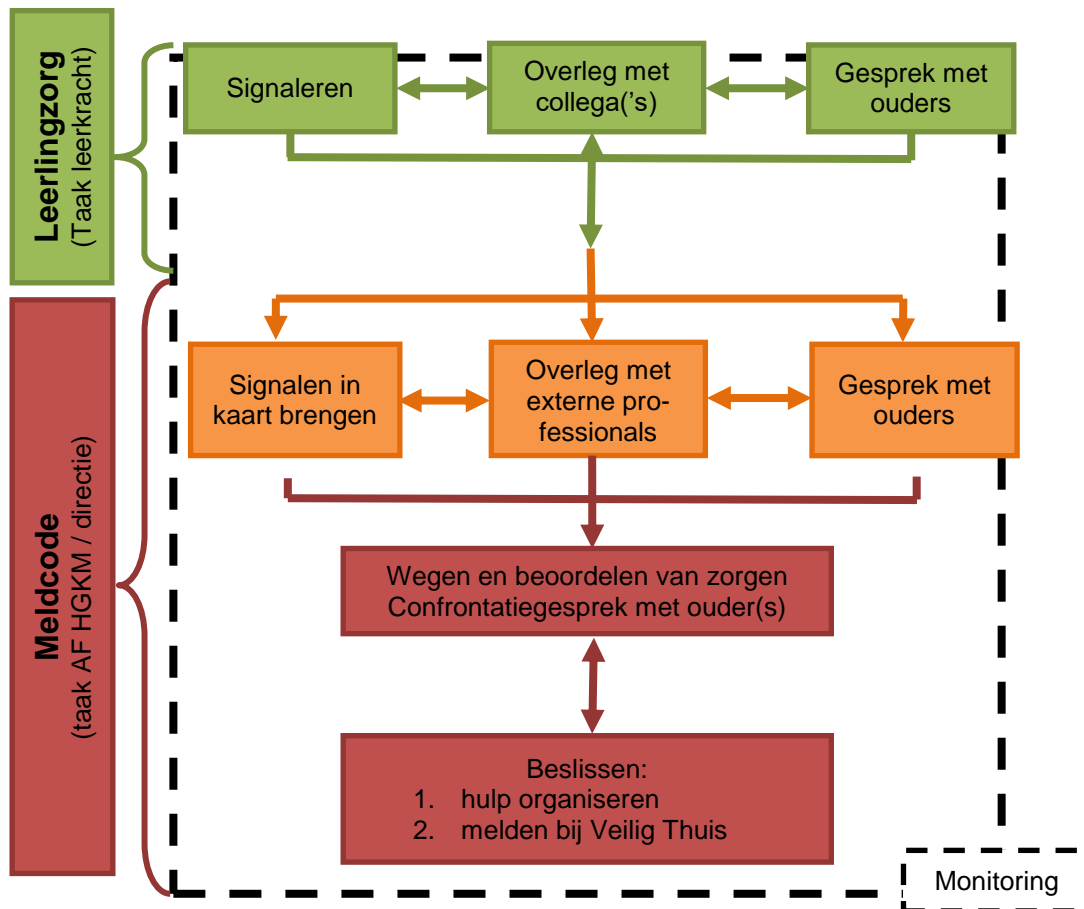 Leerlingzorg
(Taak leerkracht)
Signaleren
Overleg met
collega('s)
Gesprek met
ouders
Meldcode
(taak AF HGKM / directie)
Signalen in
kaart brengen
Overleg met
externe pro-
fessionals
Gesprek met
ouders
Wegen en beoordelen van zorgen
Confrontatiegesprek met ouder(s)
Beslissen:
1. hulp organiseren
2. melden bij Veilig Thuis
Monitoring